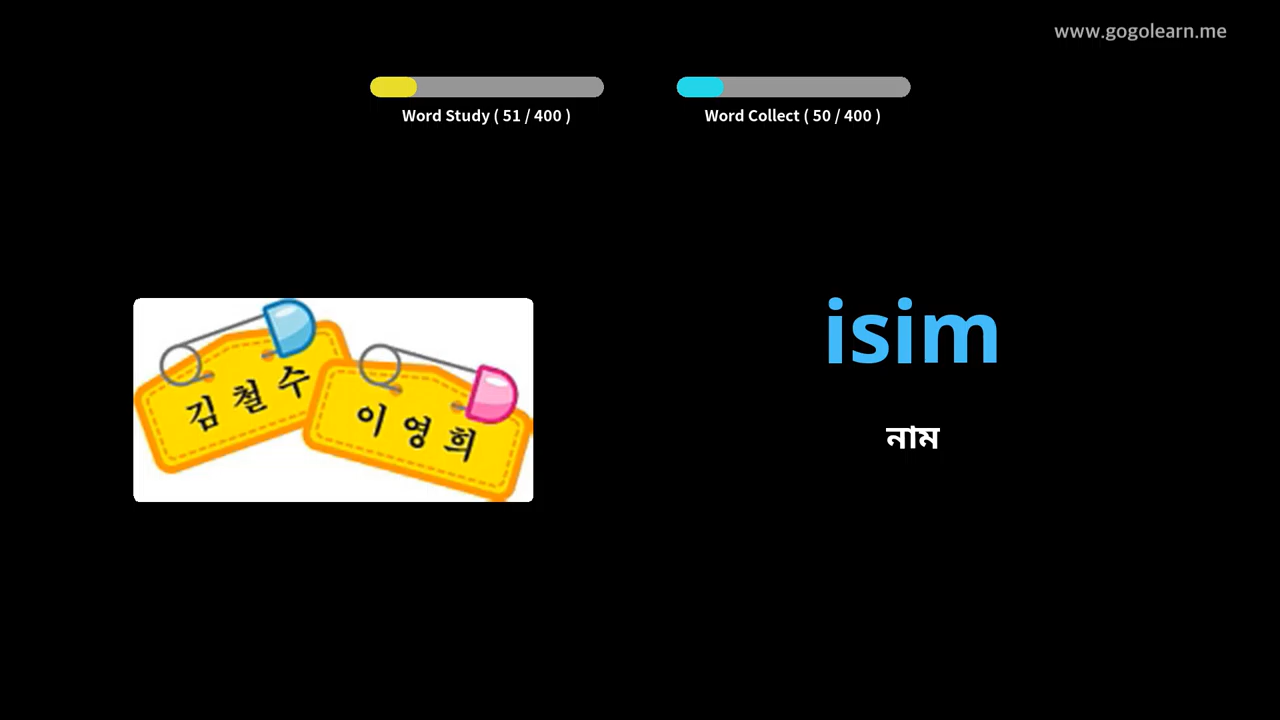 www.gogolearn.me
Word Study ( 51 / 400 )
Word Collect ( 50 / 400 )
김철수
이영희
isim
নাম